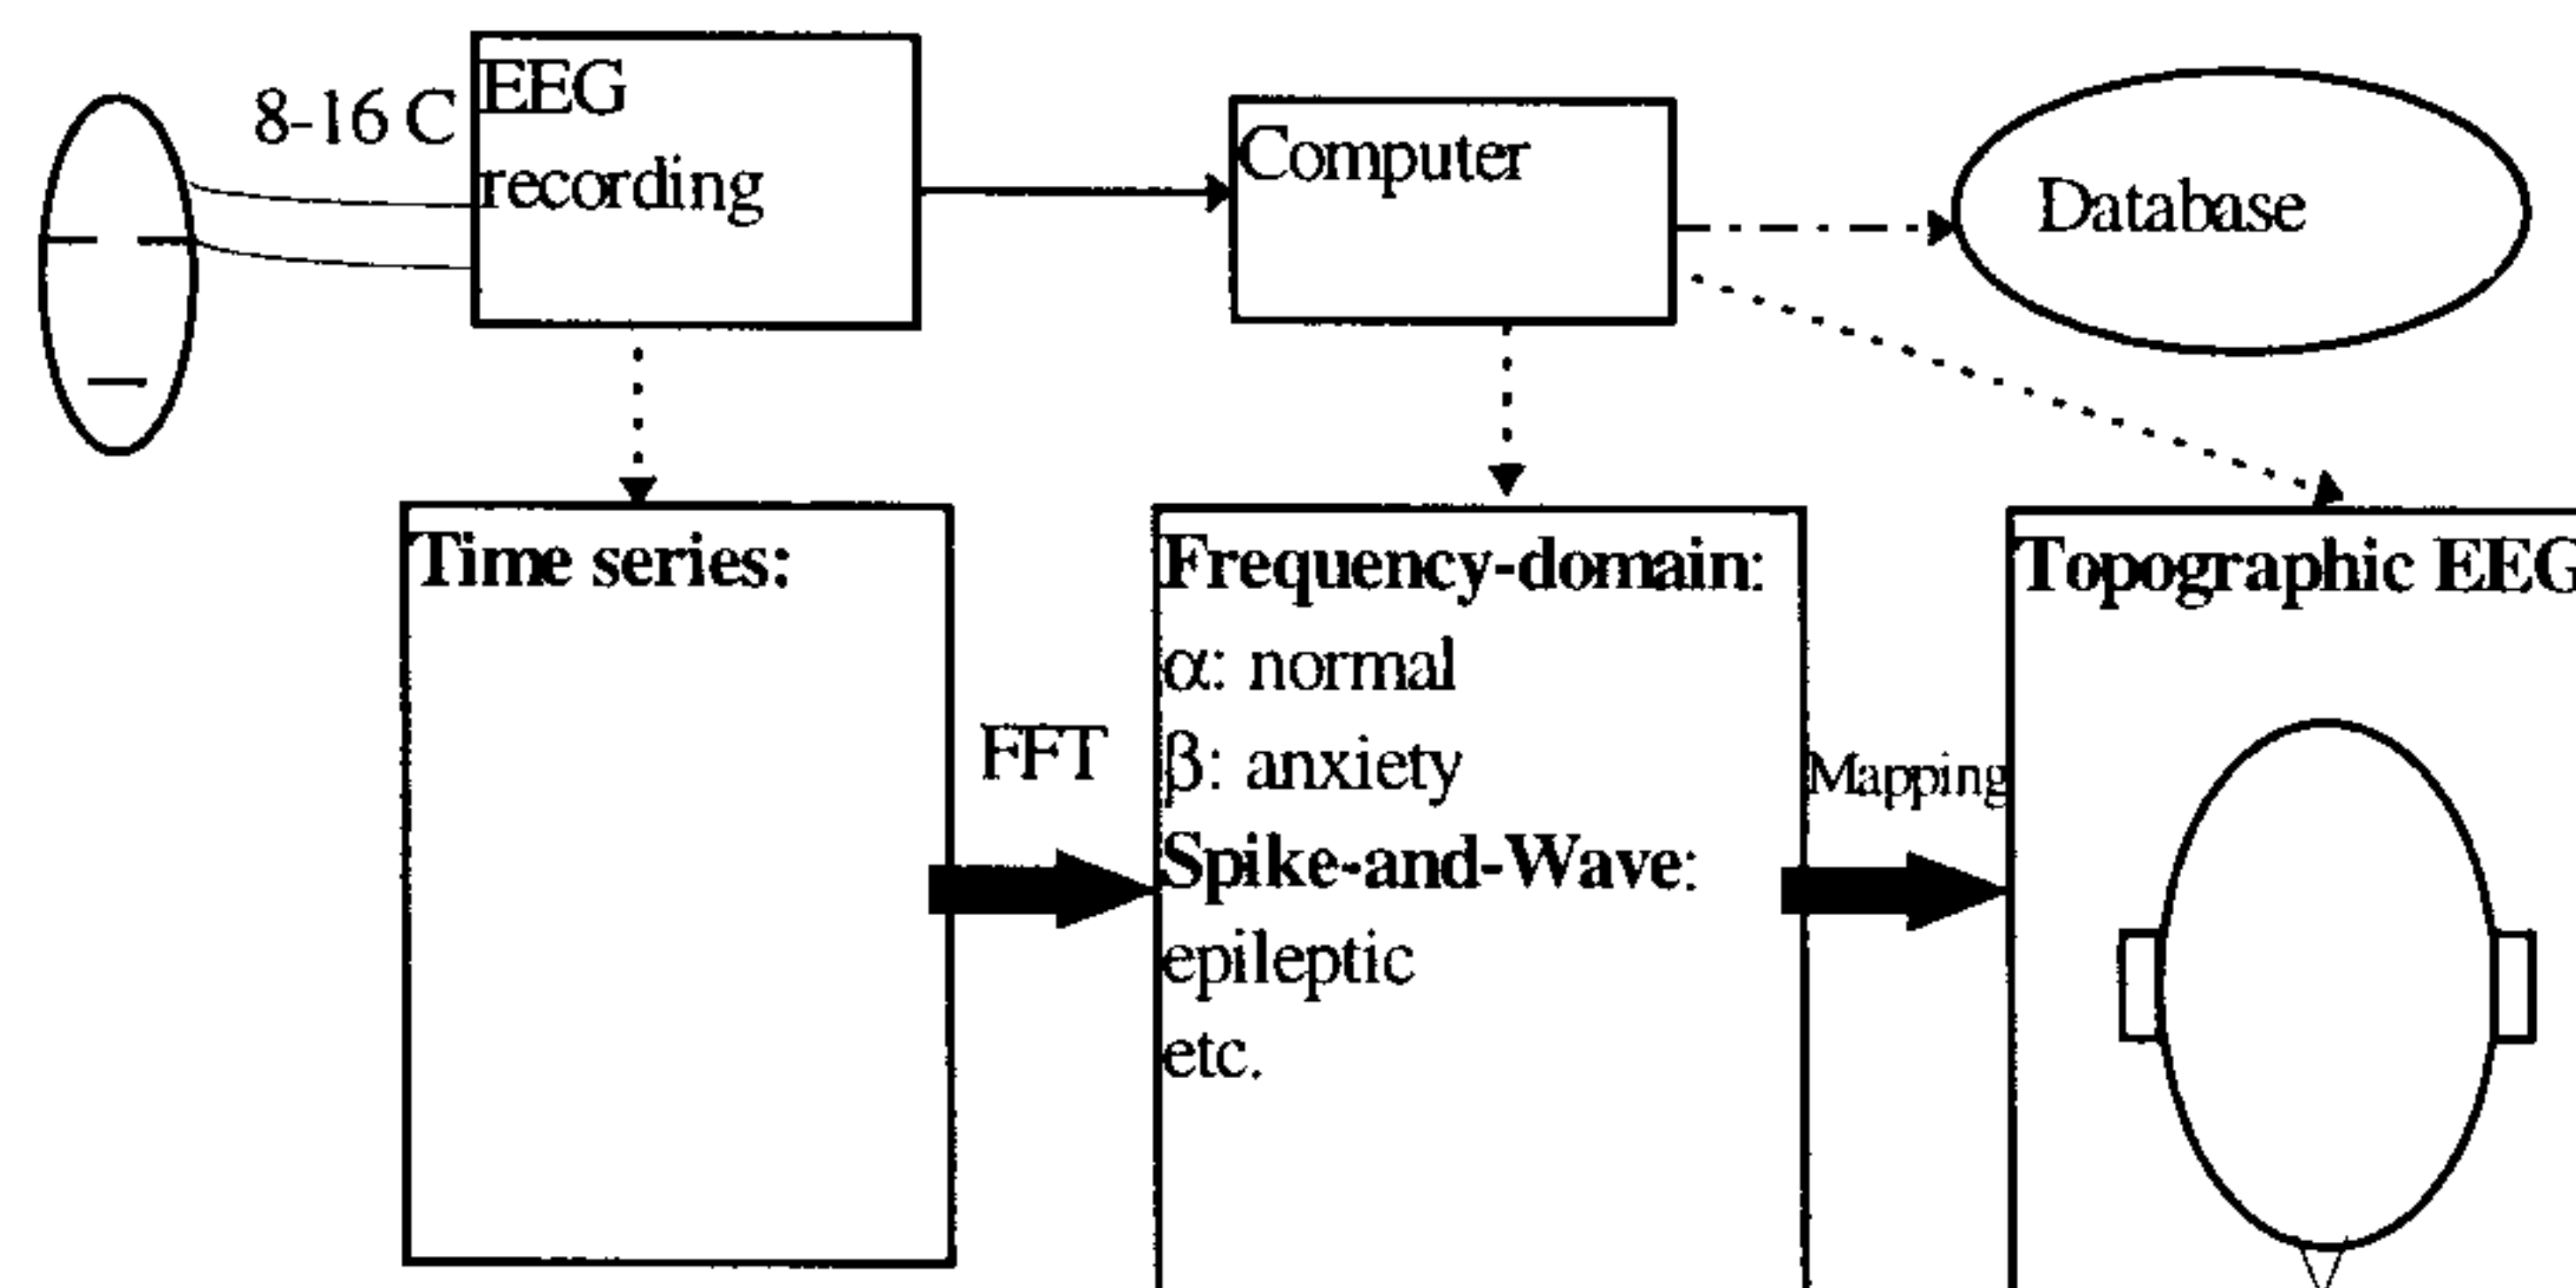 8-16 C
EEG
recording
Computer
Database
Time series:
FFT
Frequency-domain:
α: normal
β: anxiety
Spike-and-Wave:
epileptic
etc.
Mapping
Topographic EEG